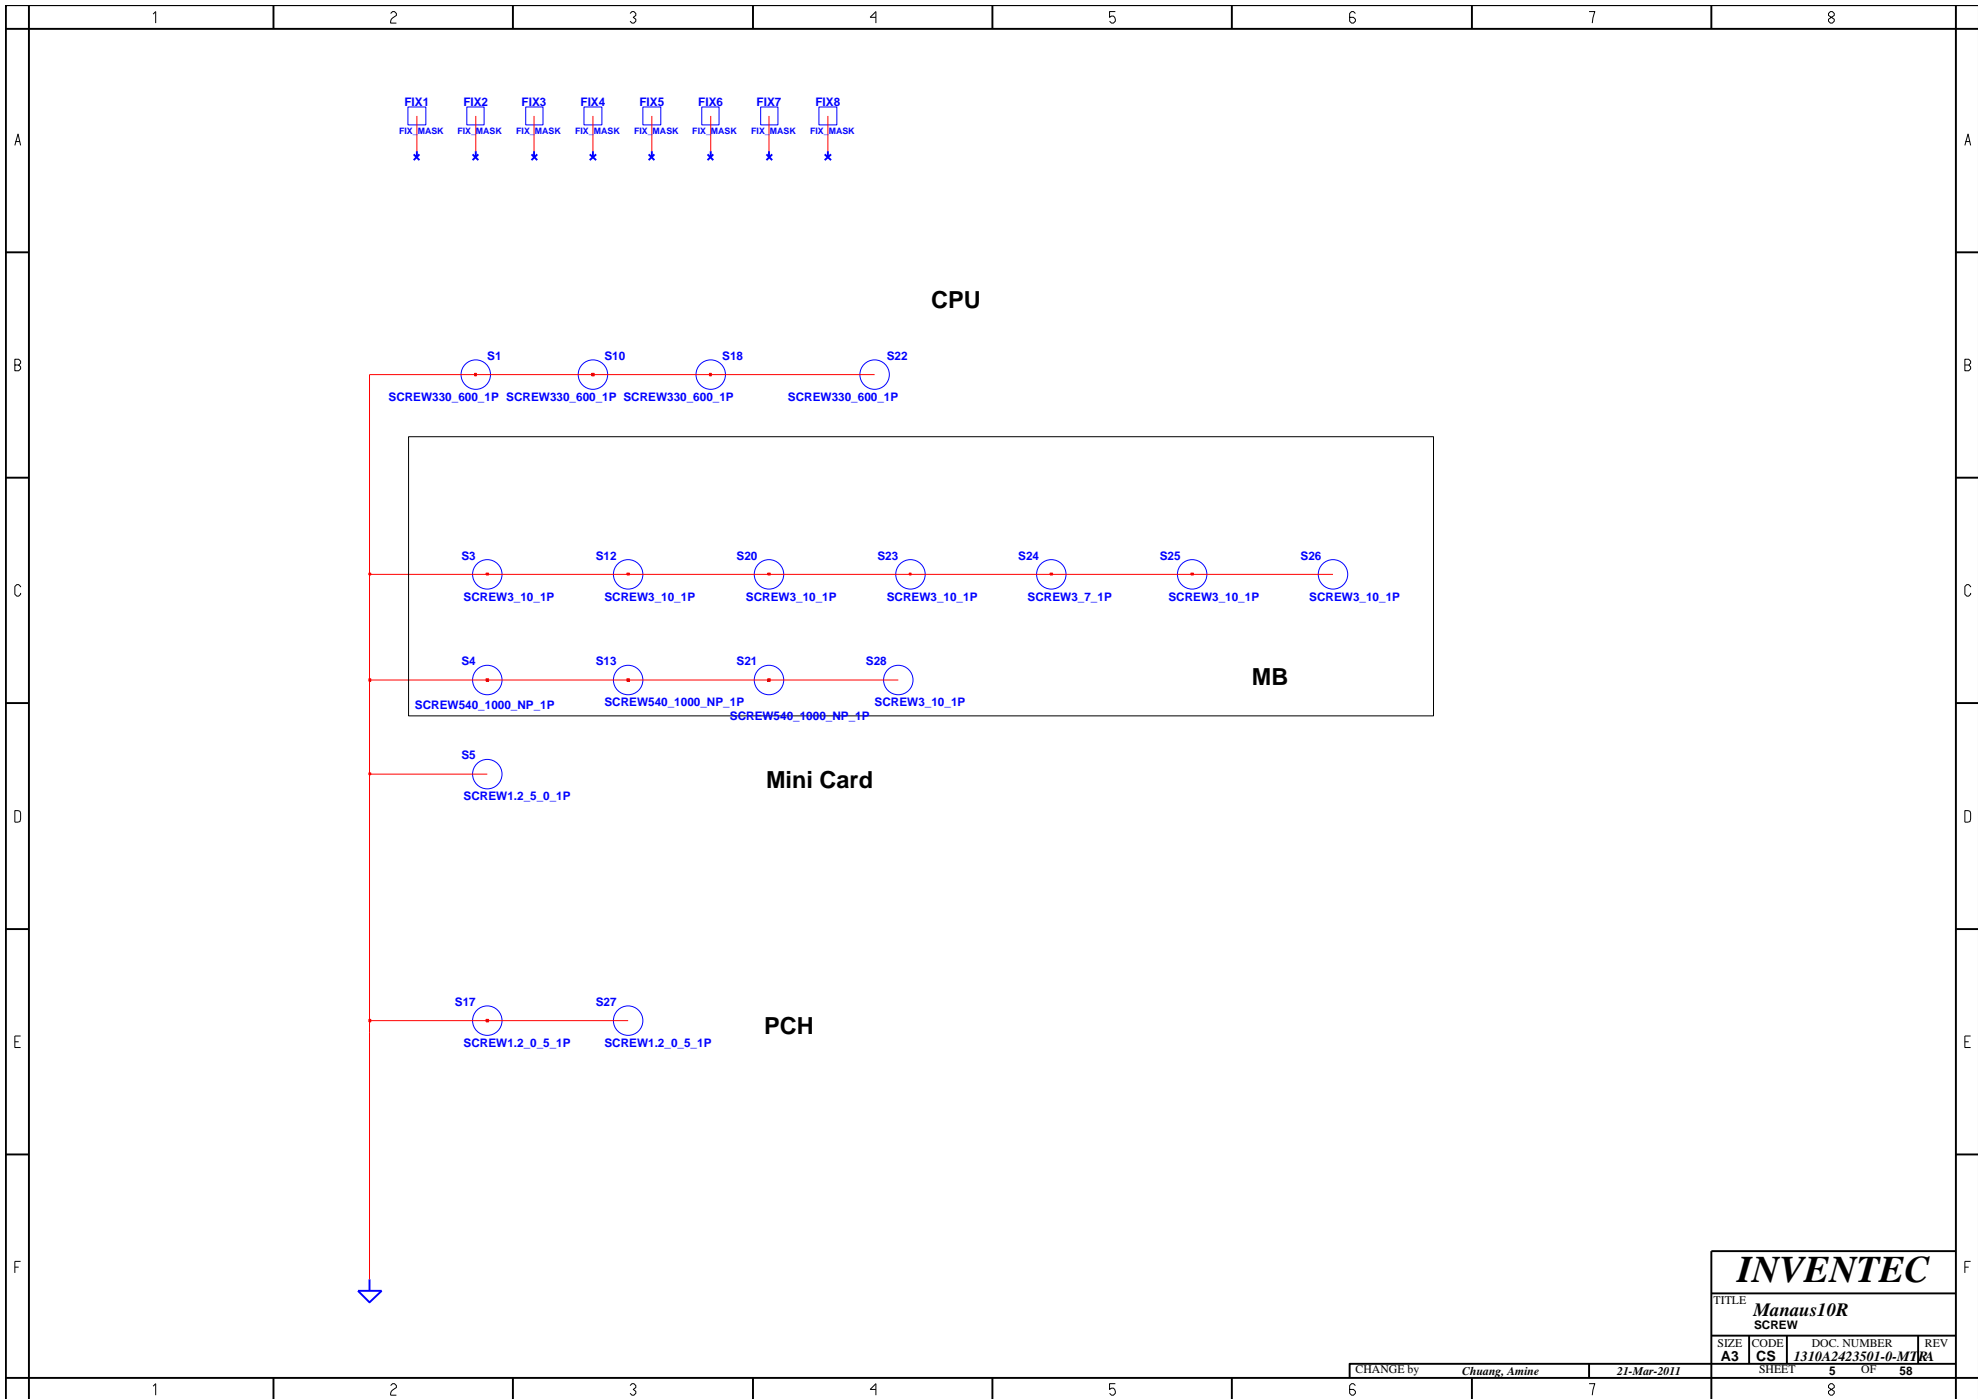 1 2 3 4 5 6 7 8
FIX1 FIX2 FIX3 FIX4 FIX5 FIX6 FIX7 FIX8
FIX_MASK FIX_MASK FIX_MASK FIX_MASK FIX_MASK FIX_MASK FIX_MASK FIX_MASK
A A
CPU
S1 S10 S18 S22
B B
SCREW330_600_1P SCREW330_600_1P SCREW330_600_1P SCREW330_600_1P
S3 S12 S20 S23 S24 S25 S26
C C
SCREW3_10_1P SCREW3_10_1P SCREW3_10_1P SCREW3_10_1P SCREW3_7_1P SCREW3_10_1P SCREW3_10_1P
S4 S13 S21 S28
MB
SCREW540_1000_NP_1P SCREW540_1000_NP_1P SCREW540_1000_NP_1P SCREW3_10_1P
S5
Mini Card
SCREW1.2_5_0_1P
D D
S17 S27
PCH
E E
SCREW1.2_0_5_1P SCREW1.2_0_5_1P
F F
INVENTEC
TITLE Manaus10R
SCREW
SIZE CODE DOC. NUMBER REV
A3 CS 1310A2423501-0-MTR A
CHANGE by Chuang, Amine 21-Mar-2011 SHEET 5 OF 58
1 2 3 4 5 6 7 8